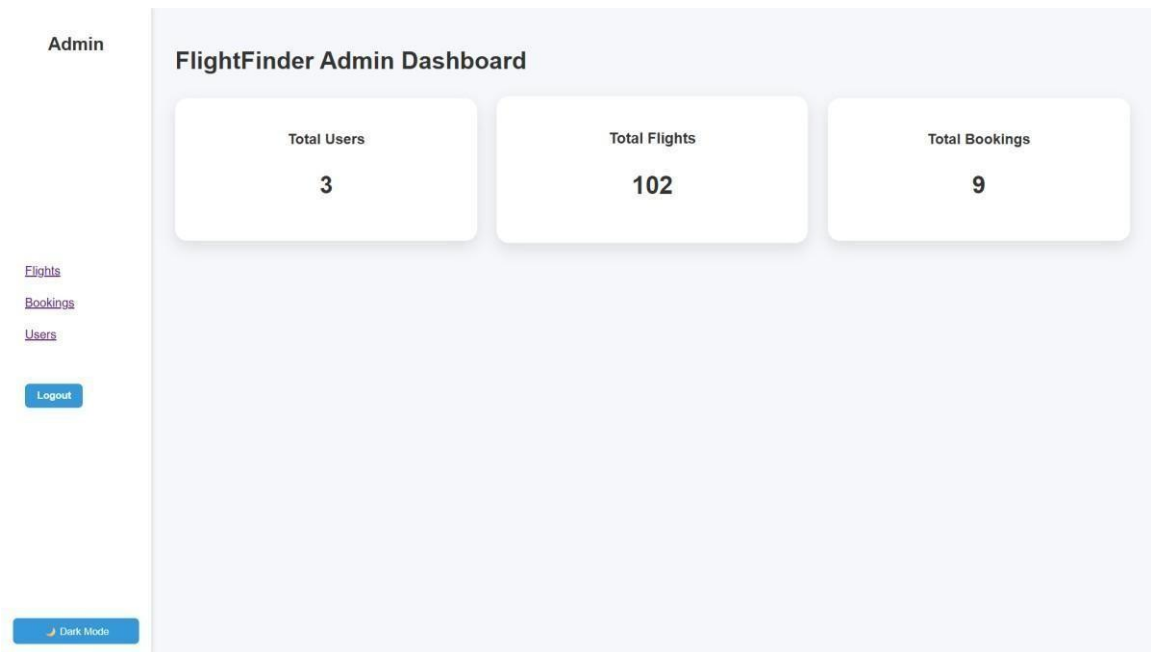 Admin
FlightFinder Admin Dashboard
Total Users
3
Total Flights
102
Total Bookings
9
Flights
Bookings
Users
Logout
🌙 Dark Mode